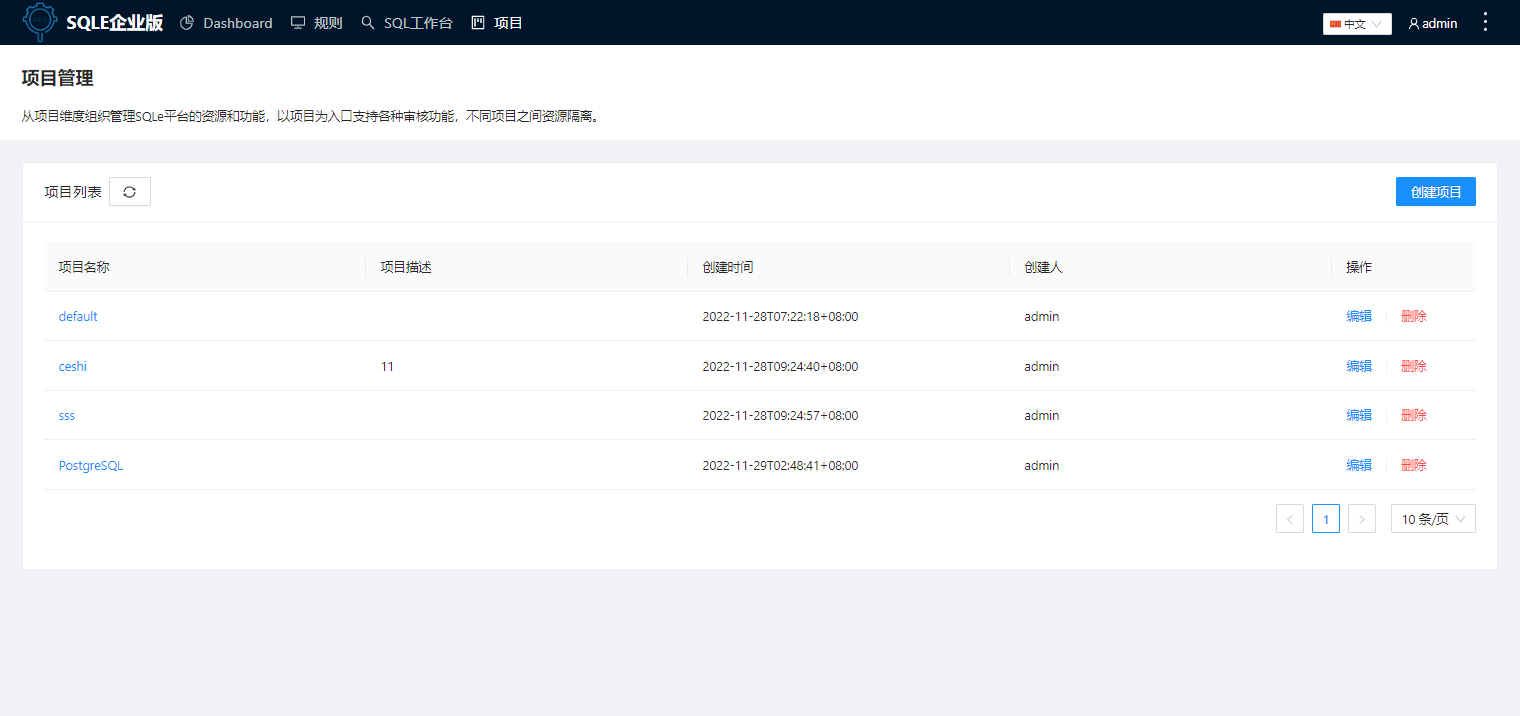 SQLE企业版 Dashboard 规则 SQL工作台 项目 中文 admin
项目管理
从项目维度组织管理SQLe平台的资源和功能，以项目为入口支持各种审核功能，不同项目之间资源隔离。
项目列表 创建项目
项目名称 项目描述 创建时间 创建人 操作
default 2022-11-28T07:22:18+08:00 admin 编辑 删除
ceshi 11 2022-11-28T09:24:40+08:00 admin 编辑 删除
sss 2022-11-28T09:24:57+08:00 admin 编辑 删除
PostgreSQL 2022-11-29T02:48:41+08:00 admin 编辑 删除
< 1 > 10 条/页